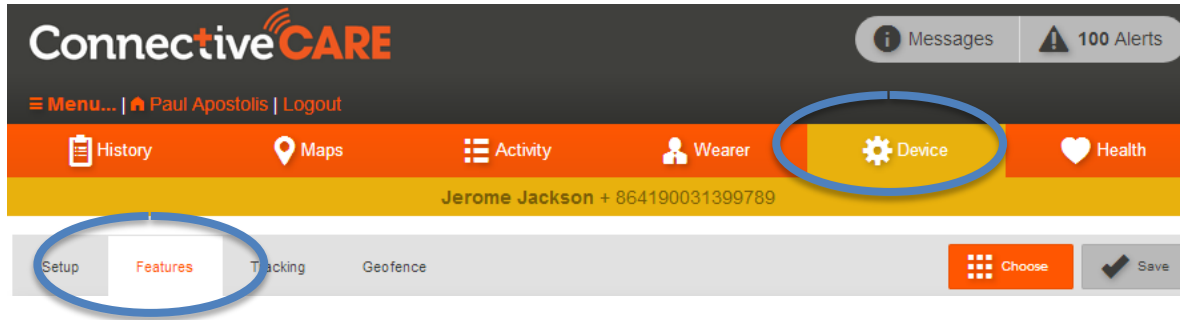 ConnectiveCARE
Messages 100 Alerts
Menu... | Paul Apostolis | Logout
History Maps Activity Wearer Device Health
Jerome Jackson + 864190031399789
Setup Features Tracking Geofence Choose Save